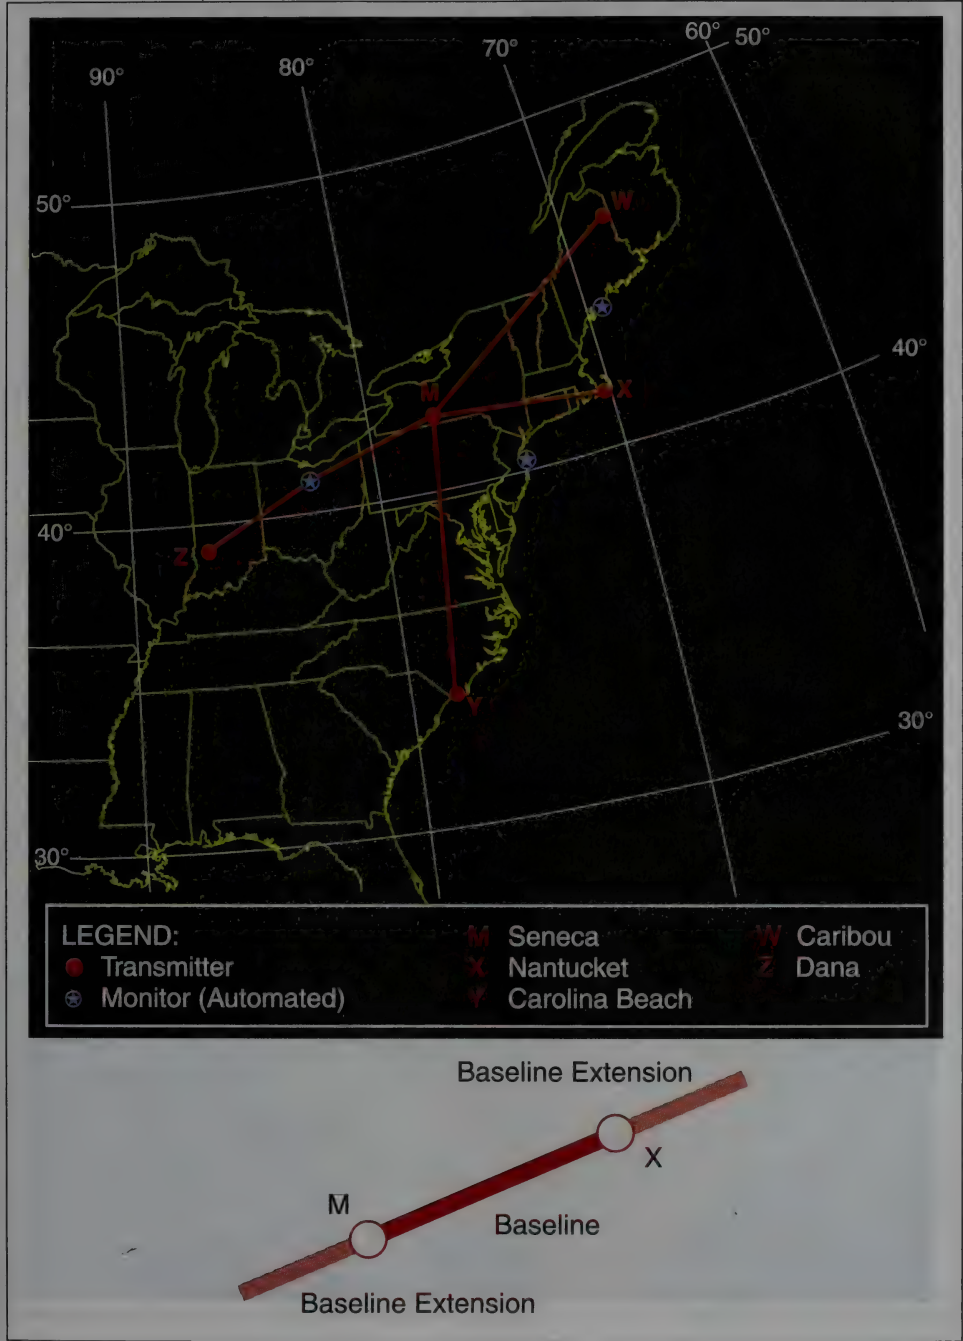 60° 50°
70°
80°
90°
50°
W
40°
M
X
40°
Z
Y
30°
30°
LEGEND:
Transmitter
Monitor (Automated)
M Seneca
X Nantucket
Y Carolina Beach
W Caribou
Z Dana
Baseline Extension
X
M
Baseline
Baseline Extension